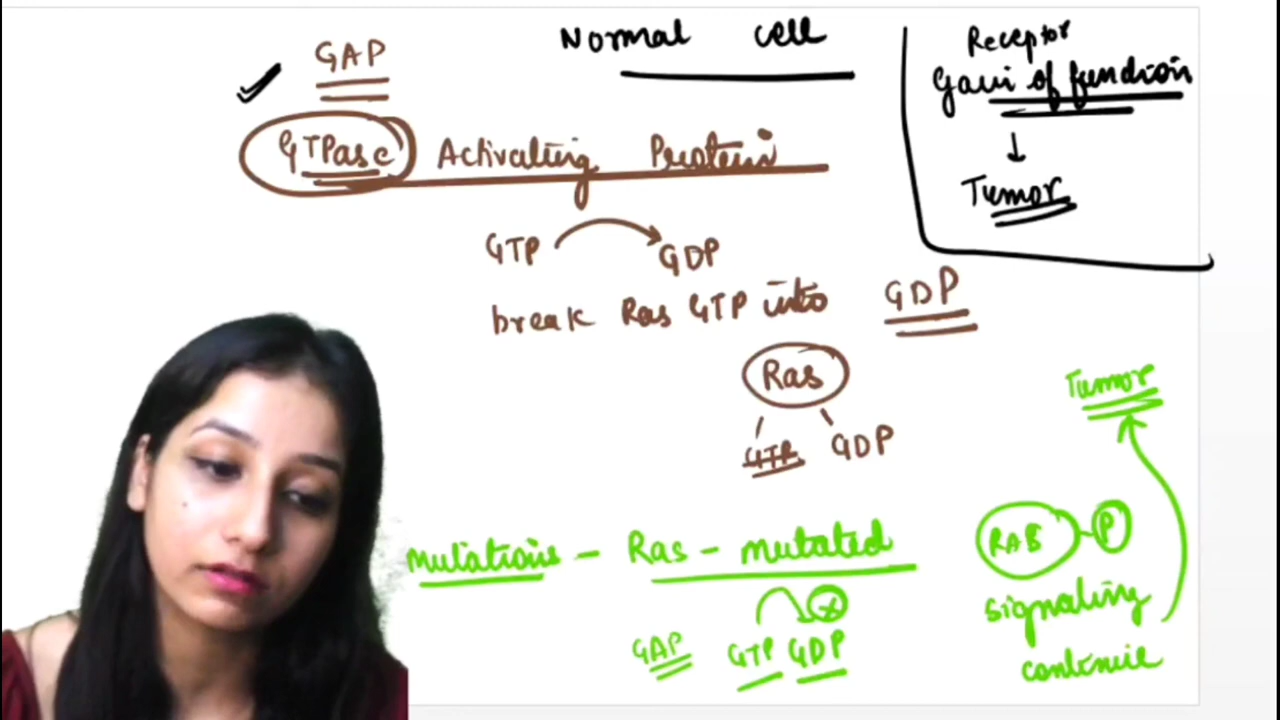 Normal cell
GAP
GTPase Activating Protein
GTP GDP
break Ras GTP into GDP
Ras
GTP GDP
Receptor
Gain of function
Tumor
Mutations - Ras - mutated
GAP GTP GDP
x
RAS P
signaling
continue
Tumor